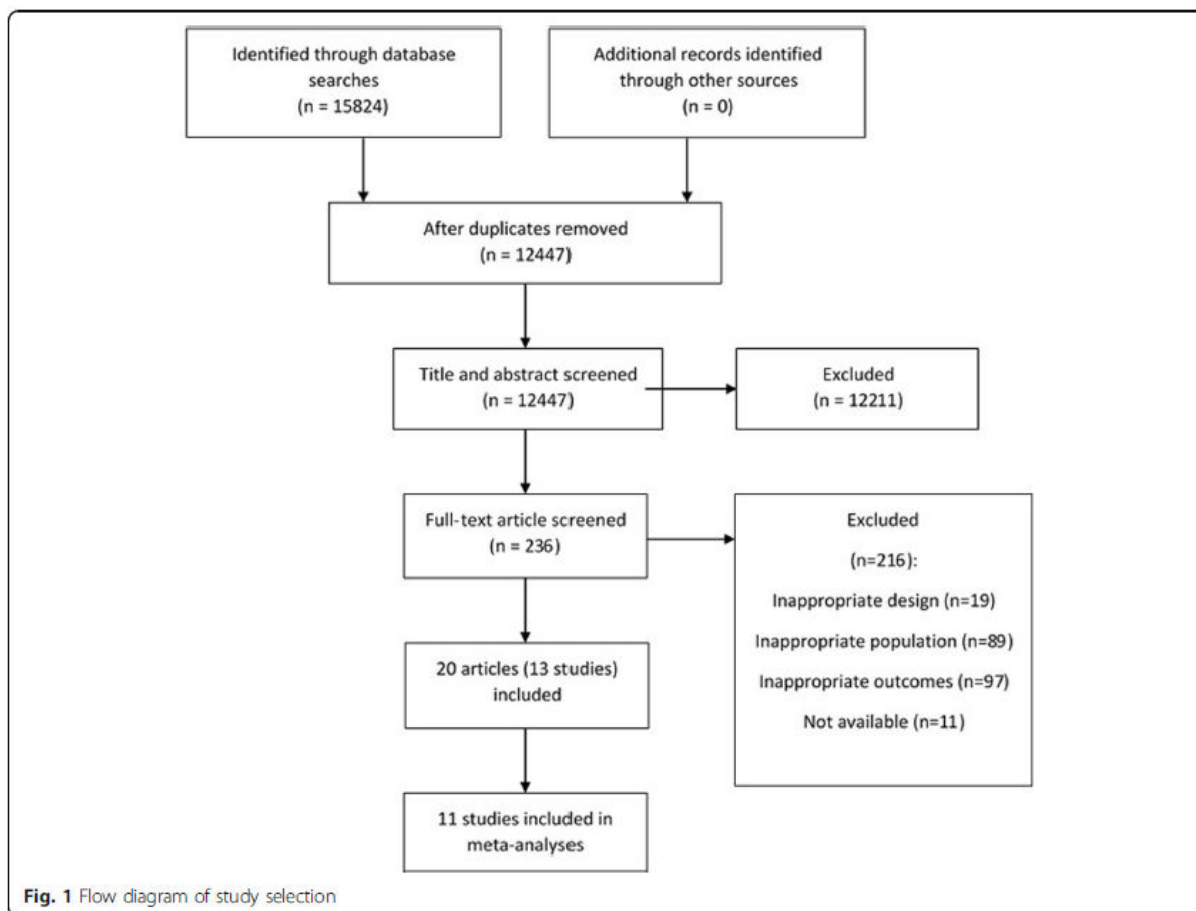 Identified through database
searches
(n = 15824)
Additional records identified
through other sources
(n = 0)
After duplicates removed
(n = 12447)
Title and abstract screened
(n = 12447)
Excluded
(n = 12211)
Full-text article screened
(n = 236)
Excluded
(n=216):
Inappropriate design (n=19)
Inappropriate population (n=89)
Inappropriate outcomes (n=97)
Not available (n=11)
20 articles (13 studies)
included
11 studies included in
meta-analyses
Fig. 1 Flow diagram of study selection